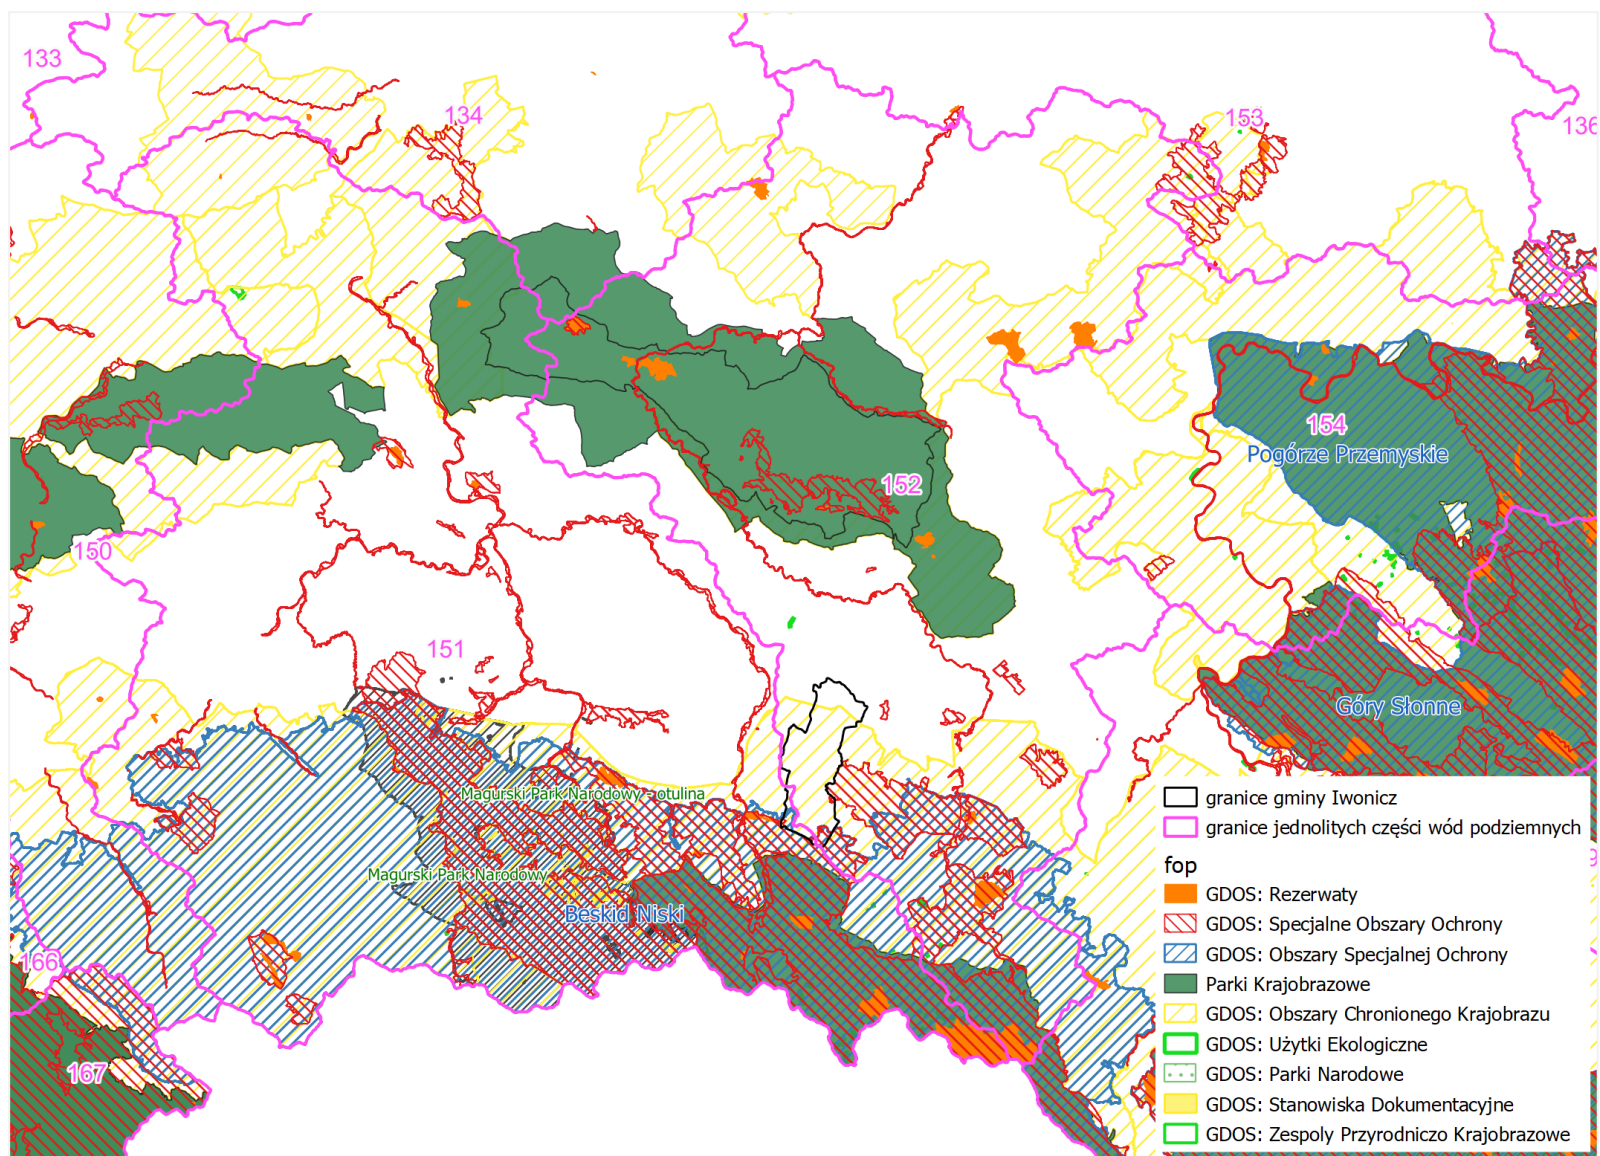 133
134
153
136
154
Pogórze Przemyskie
152
150
151
Góry Słonne
Magurski Park Narodowy - otulina
Magurski Park Narodowy
Beskid Niski
166
167
9
granice gminy Iwonicz
granice jednolitych części wód podziemnych
fop
GDOS: Rezerwaty
GDOS: Specjalne Obszary Ochrony
GDOS: Obszary Specjalnej Ochrony
Parki Krajobrazowe
GDOS: Obszary Chronionego Krajobrazu
GDOS: Użytki Ekologiczne
GDOS: Parki Narodowe
GDOS: Stanowiska Dokumentacyjne
GDOS: Zespoly Przyrodniczo Krajobrazowe